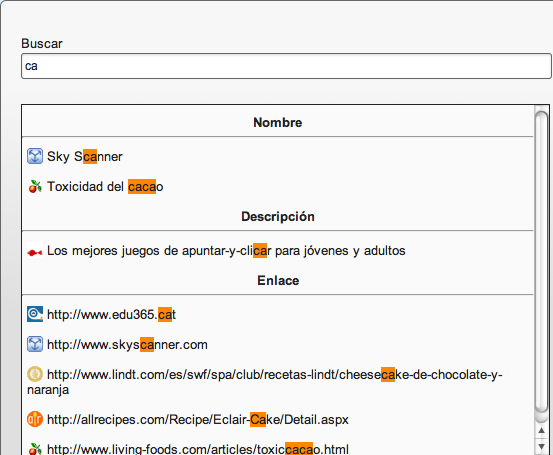 Buscar
ca
Nombre
Sky Scanner
Toxicidad del cacao
Descripción
Los mejores juegos de apuntar-y-clicar para jóvenes y adultos
Enlace
http://www.edu365.cat
http://www.skyscanner.com
http://www.lindt.com/es/swf/spa/club/recetas-lindt/cheesecake-de-chocolate-y-
naranja
http://allrecipes.com/Recipe/Eclair-Cake/Detail.aspx
http://www.living-foods.com/articles/toxiccacao.html